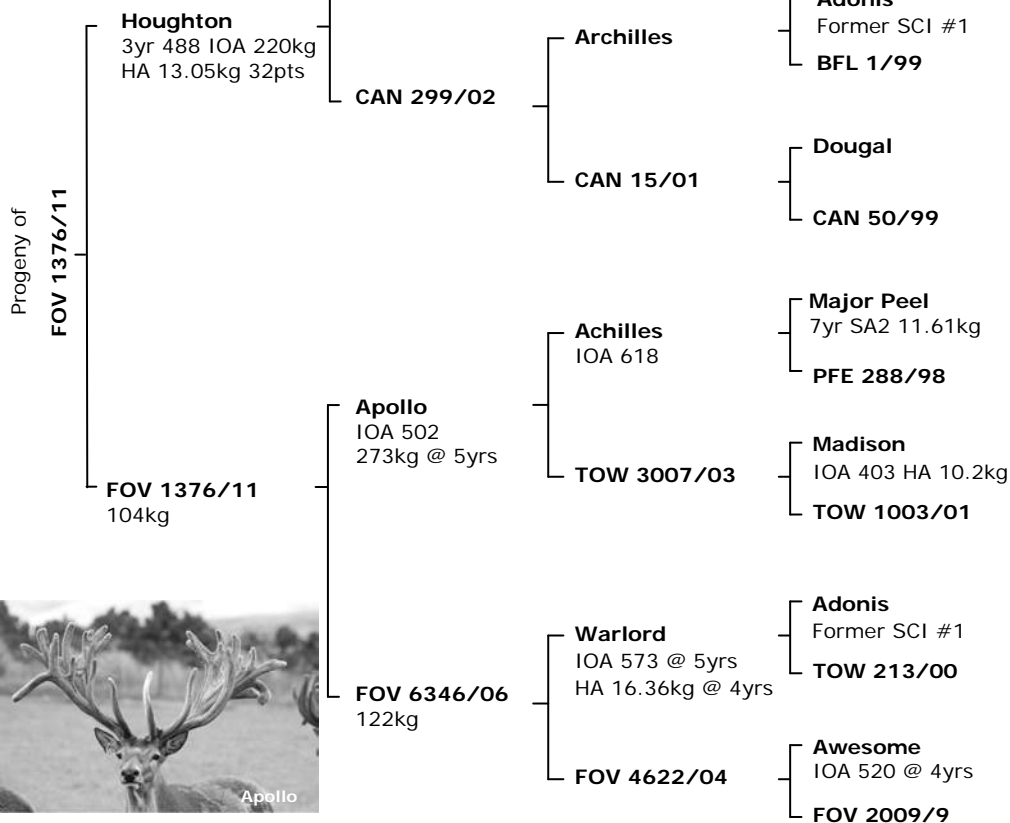 Progeny of
FOV 1376/11
Houghton
3yr 488 IOA 220kg
HA 13.05kg 32pts
FOV 1376/11
104kg
CAN 299/02
Apollo
IOA 502
273kg @ 5yrs
FOV 6346/06
122kg
Archilles
CAN 15/01
Achilles
IOA 618
TOW 3007/03
Warlord
IOA 573 @ 5yrs
HA 16.36kg @ 4yrs
FOV 4622/04
Adonis
Former SCI #1
BFL 1/99
Dougal
CAN 50/99
Major Peel
7yr SA2 11.61kg
PFE 288/98
Madison
IOA 403 HA 10.2kg
TOW 1003/01
Adonis
Former SCI #1
TOW 213/00
Awesome
IOA 520 @ 4yrs
FOV 2009/9
Apollo